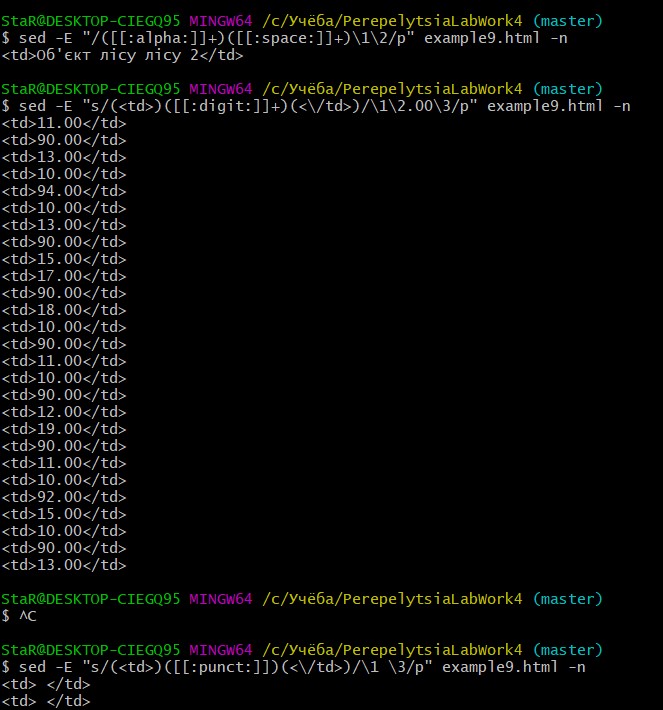 StaR@DESKTOP-CIEGQ95 MINGW64 /c/Учёба/PerepelytsiaLabWork4 (master)
$ sed -E "/([[:alpha:]]+)([[:space:]]+)\1\2/p" example9.html -n
<td>Об'єкт лісу лісу 2</td>

StaR@DESKTOP-CIEGQ95 MINGW64 /c/Учёба/PerepelytsiaLabWork4 (master)
$ sed -E "s/(<td>)([[:digit:]]+)(<\/td>)/\1\2.00\3/p" example9.html -n
<td>11.00</td>
<td>90.00</td>
<td>13.00</td>
<td>10.00</td>
<td>94.00</td>
<td>10.00</td>
<td>13.00</td>
<td>90.00</td>
<td>15.00</td>
<td>17.00</td>
<td>90.00</td>
<td>18.00</td>
<td>10.00</td>
<td>90.00</td>
<td>11.00</td>
<td>10.00</td>
<td>90.00</td>
<td>12.00</td>
<td>19.00</td>
<td>90.00</td>
<td>11.00</td>
<td>10.00</td>
<td>92.00</td>
<td>15.00</td>
<td>10.00</td>
<td>90.00</td>
<td>13.00</td>

StaR@DESKTOP-CIEGQ95 MINGW64 /c/Учёба/PerepelytsiaLabWork4 (master)
$ ^C

StaR@DESKTOP-CIEGQ95 MINGW64 /c/Учёба/PerepelytsiaLabWork4 (master)
$ sed -E "s/(<td>)([[:punct:]])(<\/td>)/\1 \3/p" example9.html -n
<td> </td>
<td> </td>